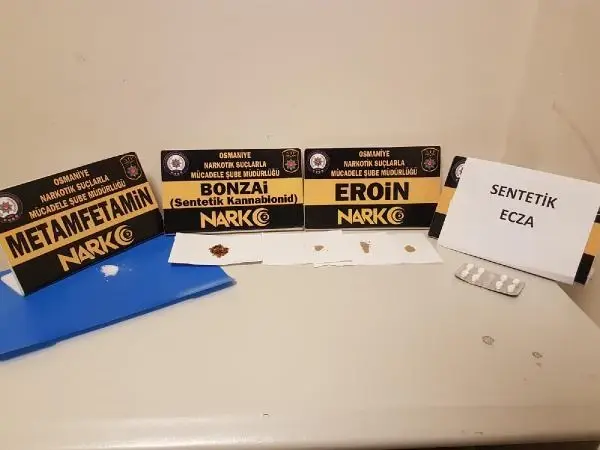 OSMANİYE
NARKOTİK SUÇLARLA
MÜCADELE ŞUBE MÜDÜRLÜĞÜ
METAMFETAMİN
NARKO
OSMANİYE
NARKOTİK SUÇLARLA
MÜCADELE ŞUBE MÜDÜRLÜĞÜ
BONZAİ
(Sentetik Kannabionid)
NARKO
OSMANİYE
NARKOTİK SUÇLARLA
MÜCADELE ŞUBE MÜDÜRLÜĞÜ
EROİN
NARKO
SENTETİK
ECZA